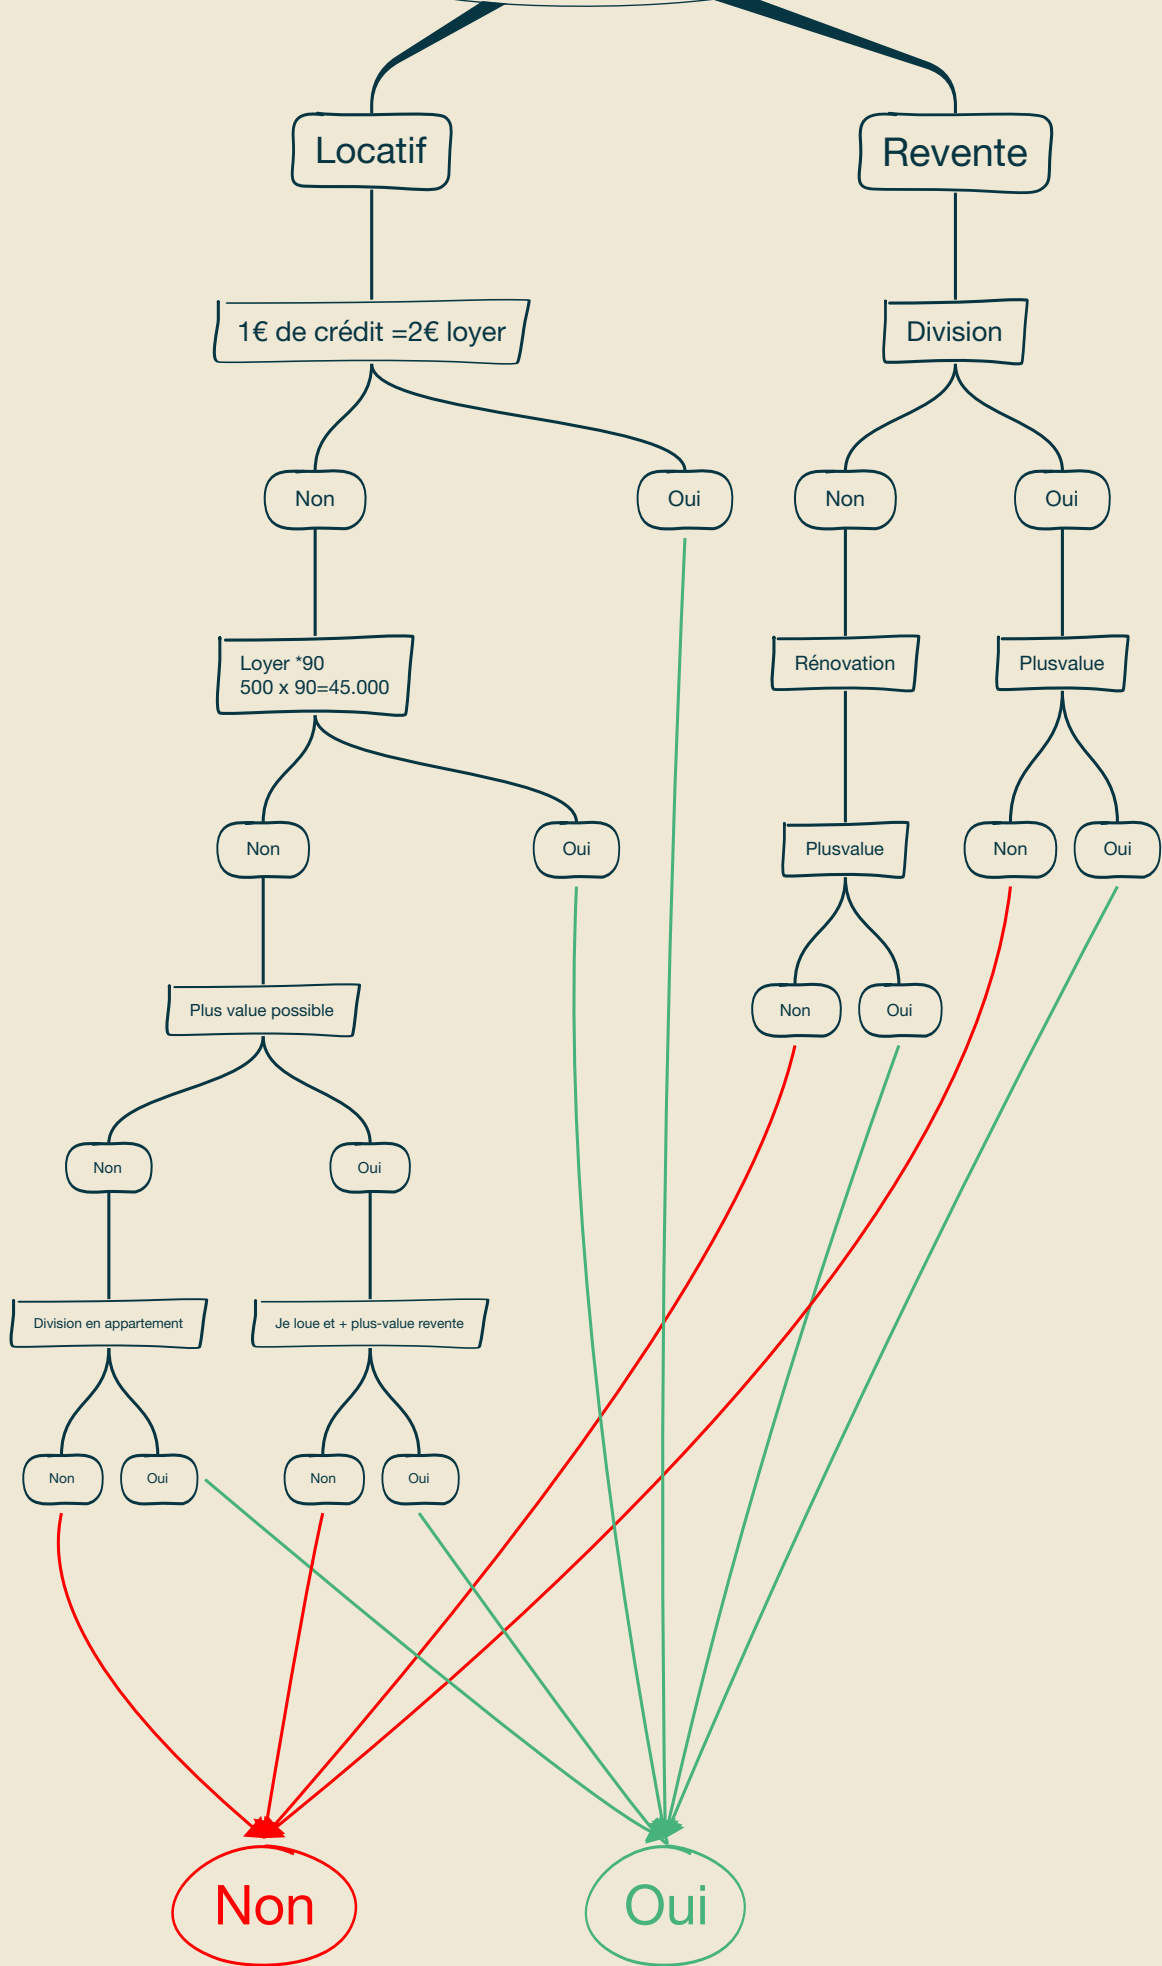 Locatif
Revente
1€ de crédit =2€ loyer
Division
Non
Oui
Non
Oui
Loyer *90
500 x 90=45.000
Rénovation
Plusvalue
Non
Oui
Plusvalue
Non
Oui
Plus value possible
Non
Oui
Non
Oui
Division en appartement
Je loue et + plus-value revente
Non
Oui
Non
Oui
Non
Oui